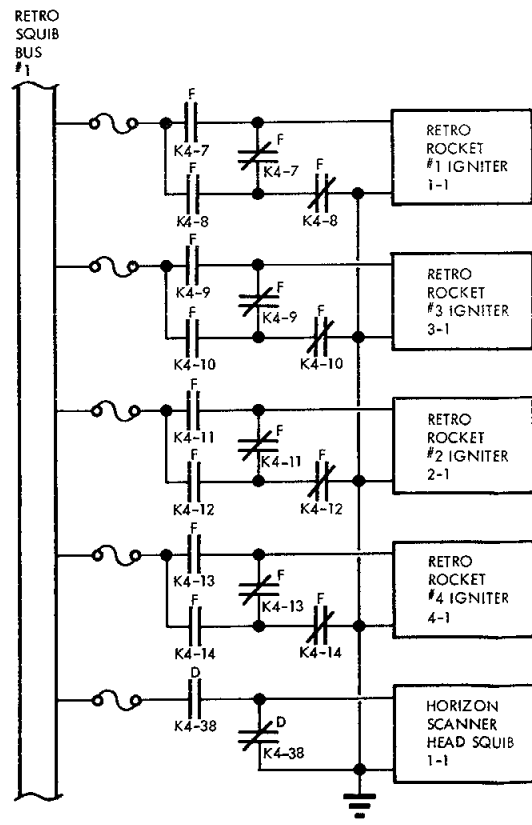 RETRO
SQUIB
BUS
#1
F
K4-7
F
K4-7
F
K4-8
F
K4-8
RETRO
ROCKET
#1 IGNITER
1-1
F
K4-9
F
K4-9
F
K4-10
F
K4-10
RETRO
ROCKET
#3 IGNITER
3-1
F
K4-11
F
K4-11
F
K4-12
F
K4-12
RETRO
ROCKET
#2 IGNITER
2-1
F
K4-13
F
K4-13
F
K4-14
F
K4-14
RETRO
ROCKET
#4 IGNITER
4-1
D
K4-38
D
K4-38
HORIZON
SCANNER
HEAD SQUIB
1-1